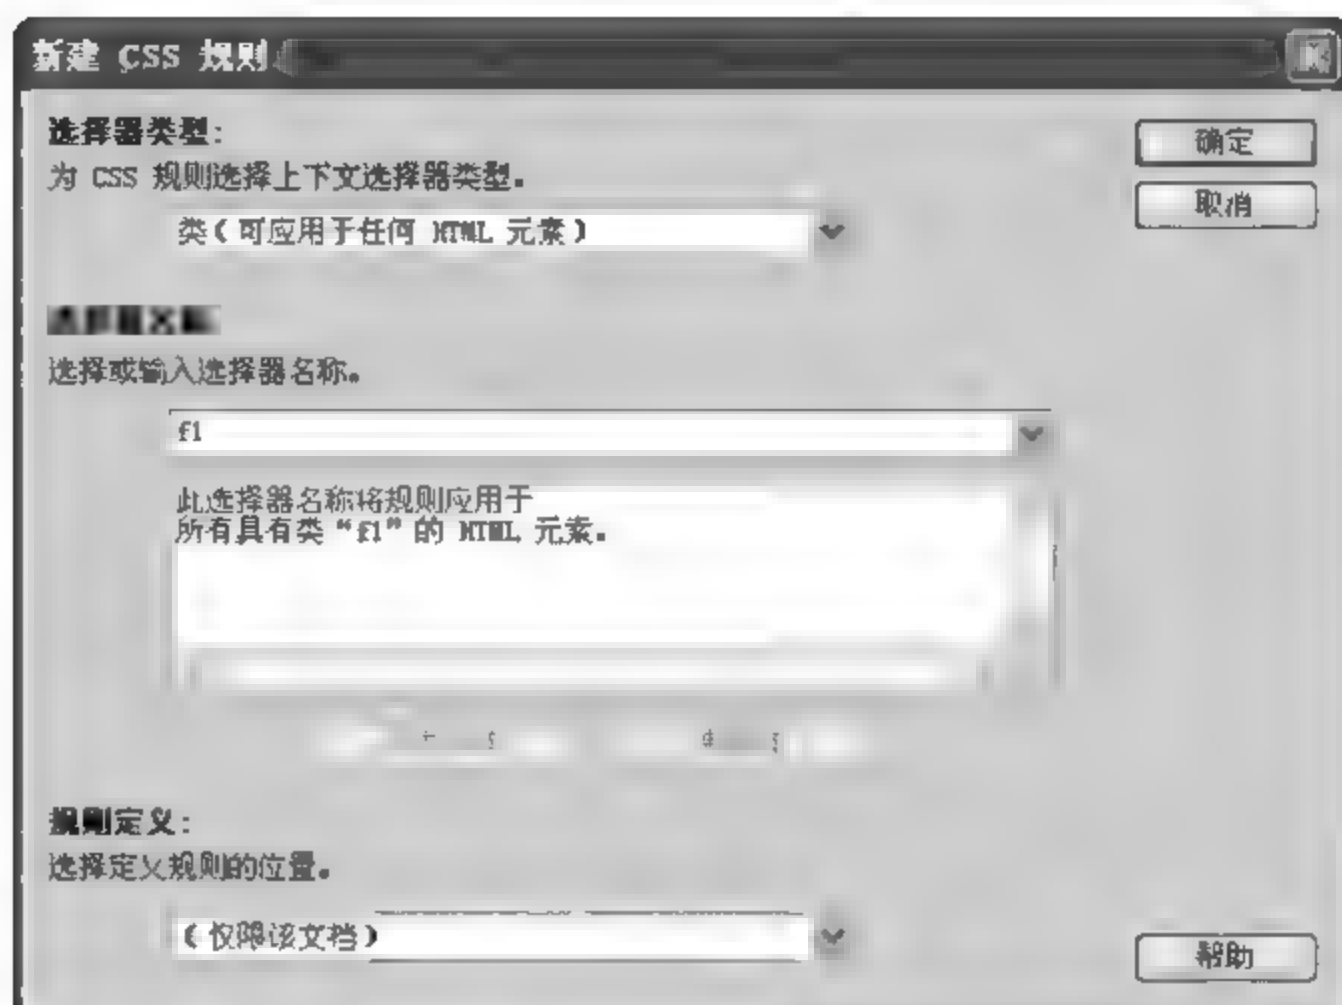 新建 CSS 规则
选择器类型:
为 CSS 规则选择上下文选择器类型。
类(可应用于任何 HTML 元素)
确定
取消
选择或输入选择器名称。
f1
此选择器名称将规则应用于
所有具有类“f1”的 HTML 元素。
规则定义:
选择定义规则的位置。
(仅限该文档)
帮助